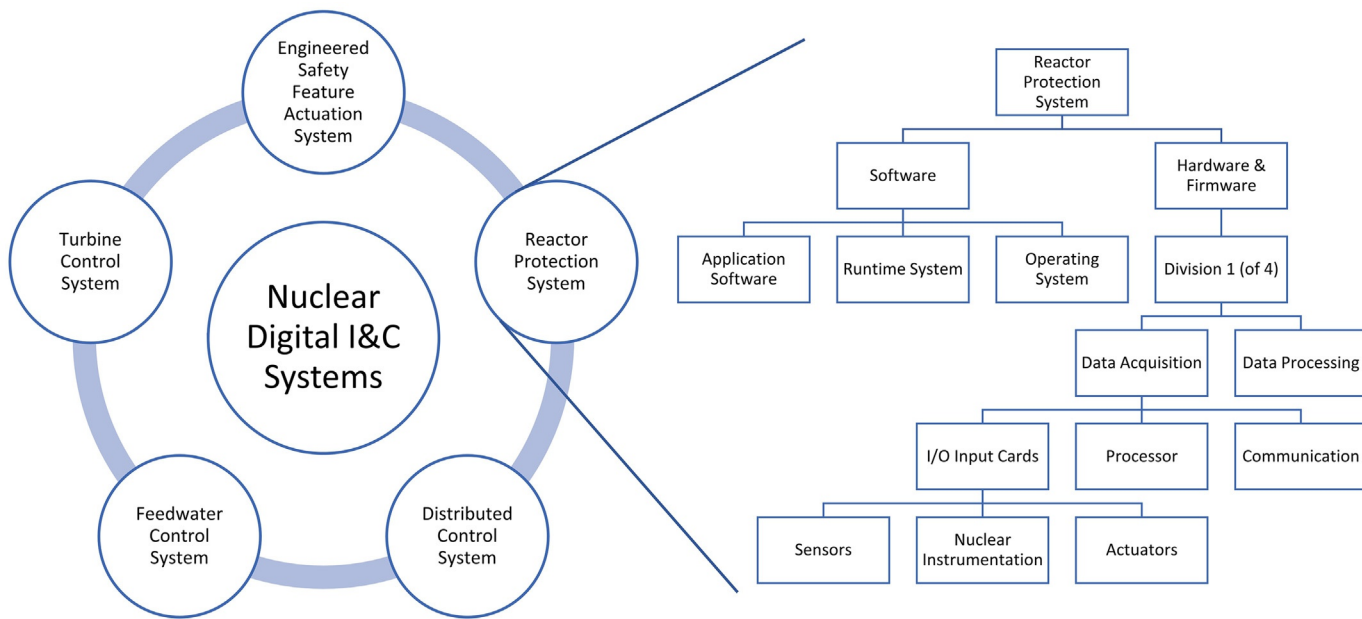 Engineered
Safety
Feature
Actuation
System
Turbine
Control
System
Reactor
Protection
System
Nuclear
Digital I&C
Systems
Feedwater
Control
System
Distributed
Control
System
Reactor
Protection
System
Software
Hardware &
Firmware
Application
Software
Runtime System
Operating
System
Division 1 (of 4)
Data Acquisition
Data Processing
I/O Input Cards
Processor
Communication
Sensors
Nuclear
Instrumentation
Actuators